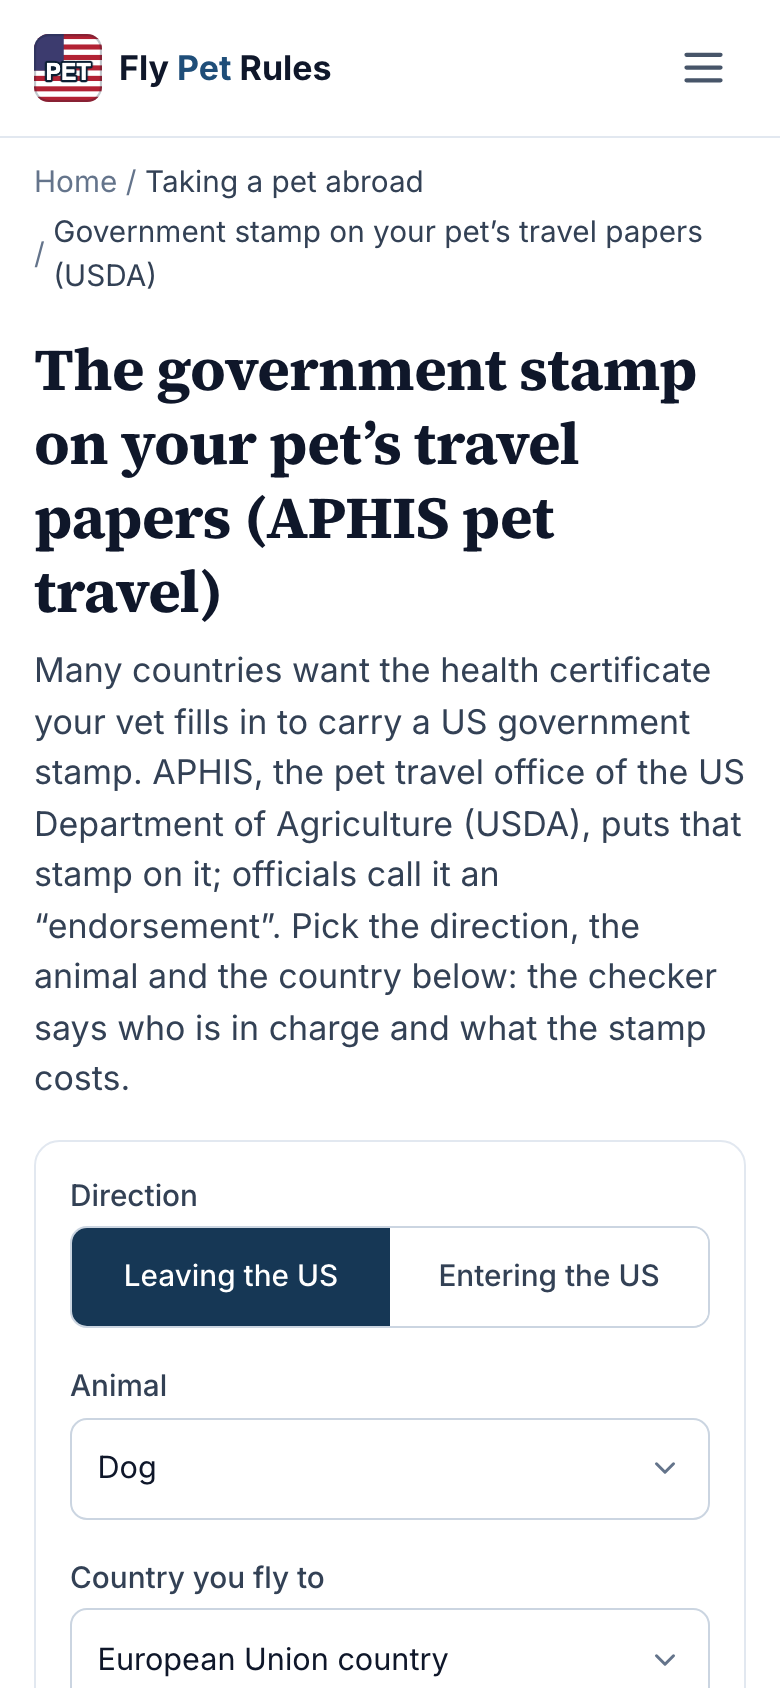 PET
Fly Pet Rules
Home / Taking a pet abroad
/ Government stamp on your pet’s travel papers
(USDA)
The government stamp
on your pet’s travel
papers (APHIS pet
travel)
Many countries want the health certificate
your vet fills in to carry a US government
stamp. APHIS, the pet travel office of the US
Department of Agriculture (USDA), puts that
stamp on it; officials call it an
“endorsement”. Pick the direction, the
animal and the country below: the checker
says who is in charge and what the stamp
costs.
Direction
Leaving the US
Entering the US
Animal
Dog
Country you fly to
European Union country